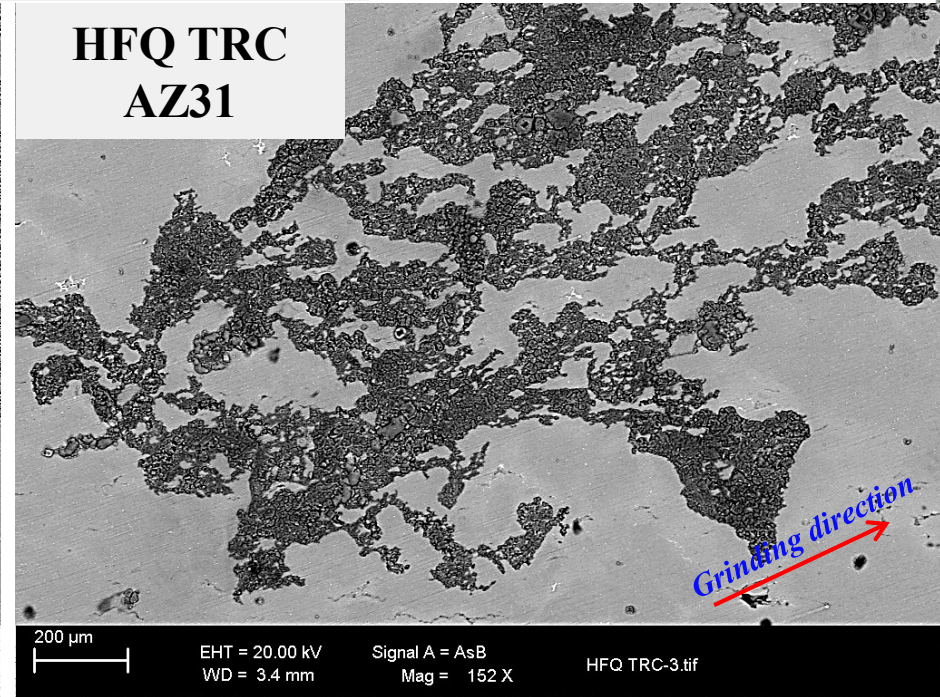 HFQ TRC
AZ31
Grinding direction
200 µm
EHT = 20.00 kV
WD = 3.4 mm
Signal A = AsB
Mag = 152 X
HFQ TRC-3.tif